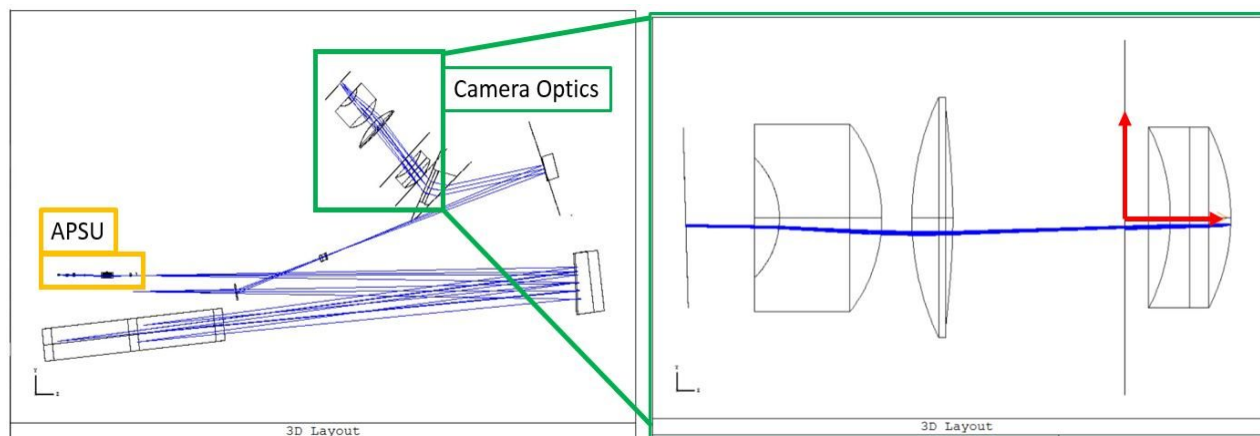 Camera Optics
APSU
Y
X
3D Layout
Y
X
3D Layout